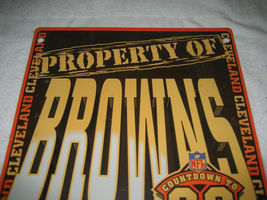 PROPERTY OF
BROWNS
NFL
COUNTDOWN TO
CLEVELAND CLEVELAND
CLEVELAND CLEVELAND